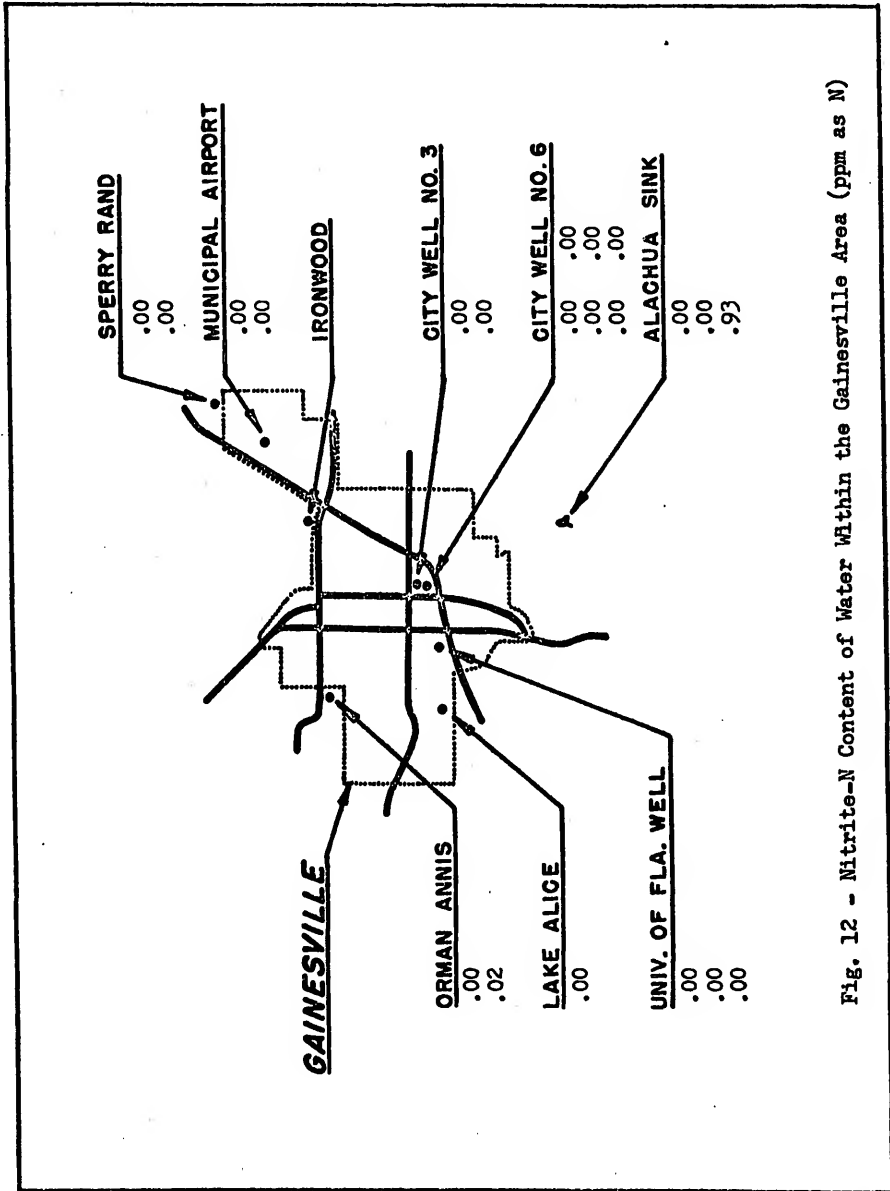 SPERRY RAND
.00
.00
MUNICIPAL AIRPORT
.00
.00
IRONWOOD
CITY WELL NO. 3
.00
.00
CITY WELL NO. 6
.00 .00
.00 .00
.00 .00
ALACHUA SINK
.00
.00
.93
GAINESVILLE
ORMAN ANNIS
.00
.02
LAKE ALICE
.00
UNIV. OF FLA. WELL
.00
.00
.00
Fig. 12 - Nitrite-N Content of Water Within the Gainesville Area (ppm as N)